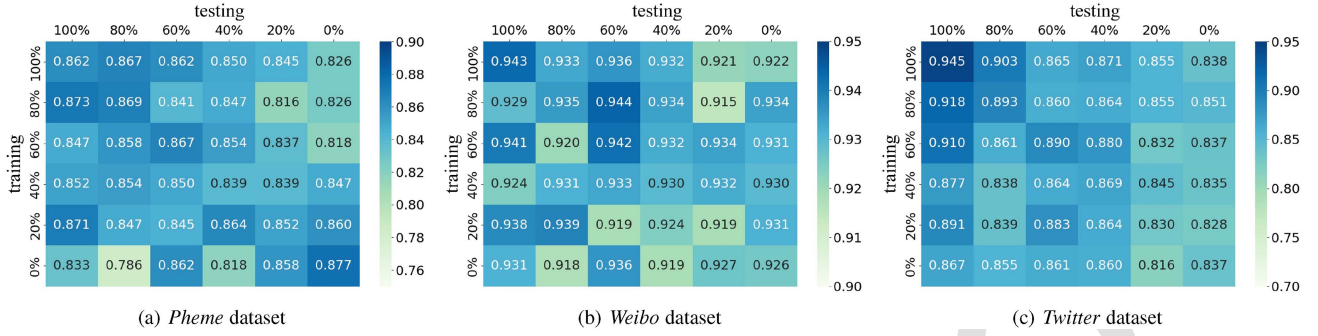 testing
100% 80% 60% 40% 20% 0%
training
100% 0.862 0.867 0.862 0.850 0.845 0.826
80% 0.873 0.869 0.841 0.847 0.816 0.826
60% 0.847 0.858 0.867 0.854 0.837 0.818
40% 0.852 0.854 0.850 0.839 0.839 0.847
20% 0.871 0.847 0.845 0.864 0.852 0.860
0% 0.833 0.786 0.862 0.818 0.858 0.877
0.90
0.88
0.86
0.84
0.82
0.80
0.78
0.76
(a) Pheme dataset
testing
100% 80% 60% 40% 20% 0%
training
100% 0.943 0.933 0.936 0.932 0.921 0.922
80% 0.929 0.935 0.944 0.934 0.915 0.934
60% 0.941 0.920 0.942 0.932 0.934 0.931
40% 0.924 0.931 0.933 0.930 0.932 0.930
20% 0.938 0.939 0.919 0.924 0.919 0.931
0% 0.931 0.918 0.936 0.919 0.927 0.926
0.95
0.94
0.93
0.92
0.91
0.90
(b) Weibo dataset
testing
100% 80% 60% 40% 20% 0%
training
100% 0.945 0.903 0.865 0.871 0.855 0.838
80% 0.918 0.893 0.860 0.864 0.855 0.851
60% 0.910 0.861 0.890 0.880 0.832 0.837
40% 0.877 0.838 0.864 0.869 0.845 0.835
20% 0.891 0.839 0.883 0.864 0.830 0.828
0% 0.867 0.855 0.861 0.860 0.816 0.837
0.95
0.90
0.85
0.80
0.75
0.70
(c) Twitter dataset